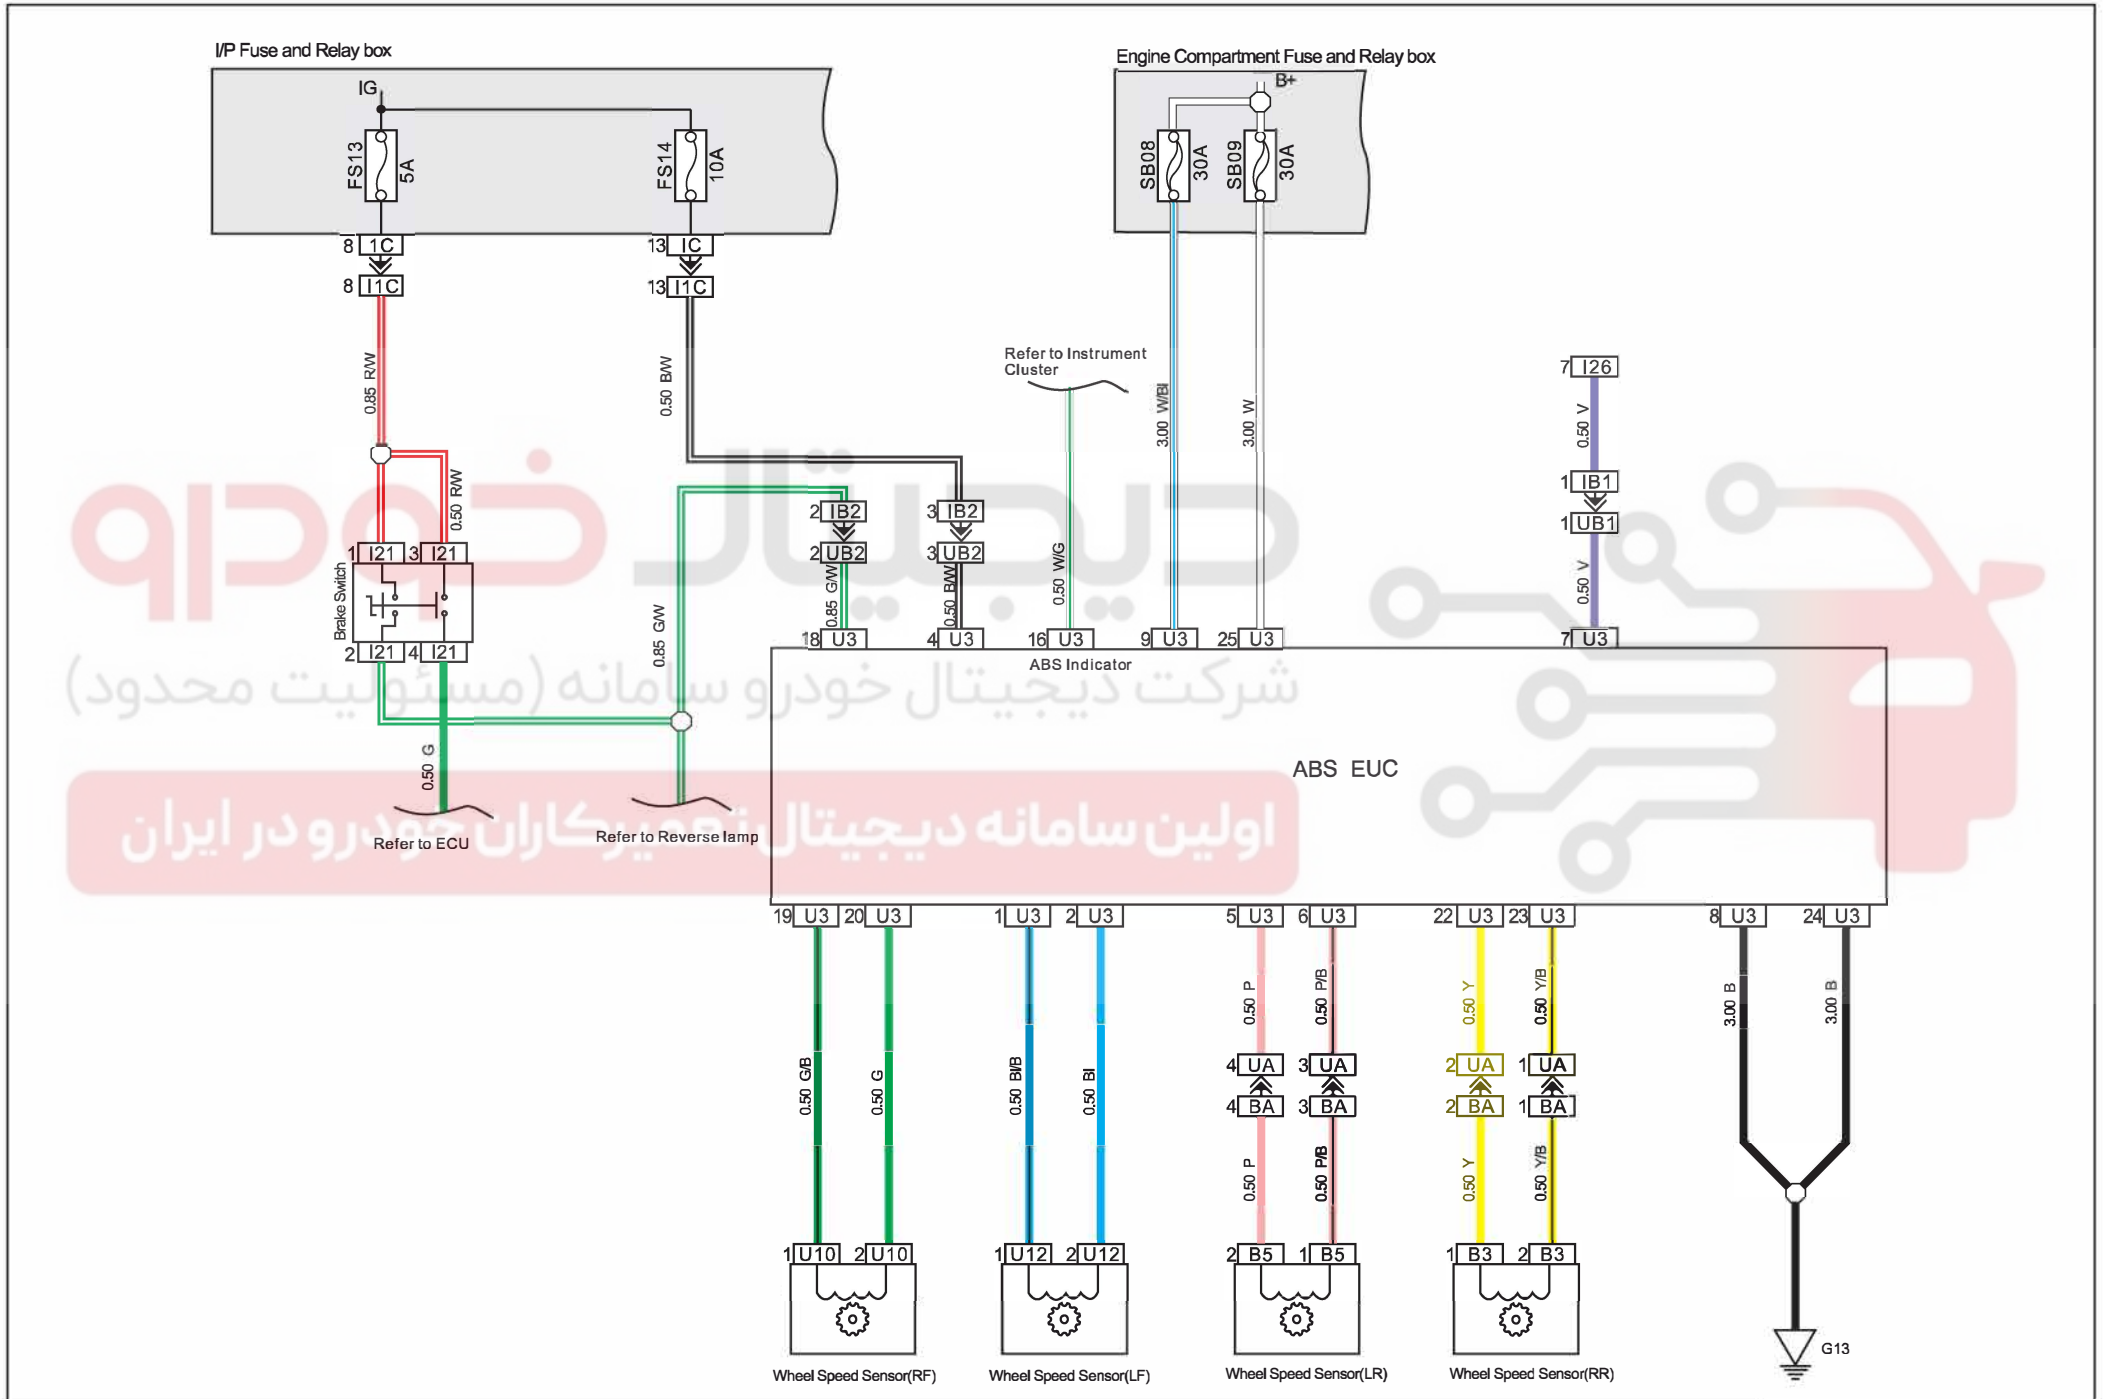 I/P Fuse and Relay box
Engine Compartment Fuse and Relay box
IG
B+
FS13
5A
FS14
10A
SB08
30A
SB09
30A
8 1C
13 IC
8 I1C
13 I1C
0.85 R/W
0.50 B/W
Refer to Instrument
Cluster
3.00 W/Bl
3.00 W
7 I26
0.50 V
0.50 R/W
دیجیتال خودرو
1 IB1
1 UB1
2 IB2
3 IB2
2 UB2
3 UB2
1 I21
3 I21
Brake Switch
0.85 G/W
0.85 G/W
0.50 B/W
0.50 W/G
0.50 V
2 I21
4 I21
18 U3
4 U3
16 U3
9 U3
25 U3
7 U3
ABS Indicator
شرکت دیجیتال خودرو سامانه (مسئولیت محدود)
0.50 G
ABS EUC
اولین سامانه دیجیتال تعمیرکاران خودرو در ایران
Refer to ECU
Refer to Reverse lamp
19 U3
20 U3
1 U3
2 U3
5 U3
6 U3
22 U3
23 U3
8 U3
24 U3
0.50 P
0.50 P/B
0.50 Y
0.50 Y/B
3.00 B
3.00 B
4 UA
3 UA
2 UA
1 UA
0.50 G/B
0.50 G
0.50 Bl/B
0.50 Bl
4 BA
3 BA
2 BA
1 BA
0.50 P
0.50 P/B
0.50 Y
0.50 Y/B
1 U10
2 U10
1 U12
2 U12
2 B5
1 B5
1 B3
2 B3
G13
Wheel Speed Sensor(RF)
Wheel Speed Sensor(LF)
Wheel Speed Sensor(LR)
Wheel Speed Sensor(RR)